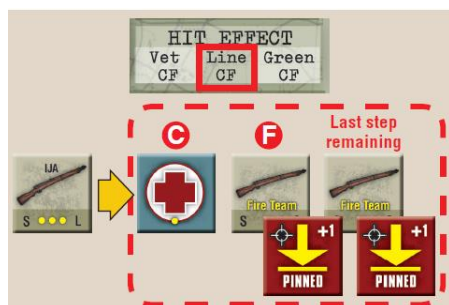 HIT EFFECT
Vet Line Green
CF CF CF
C F Last step
remaining
IJA
S L
Fire Team Fire Team
S
+1 +1
PINNED PINNED